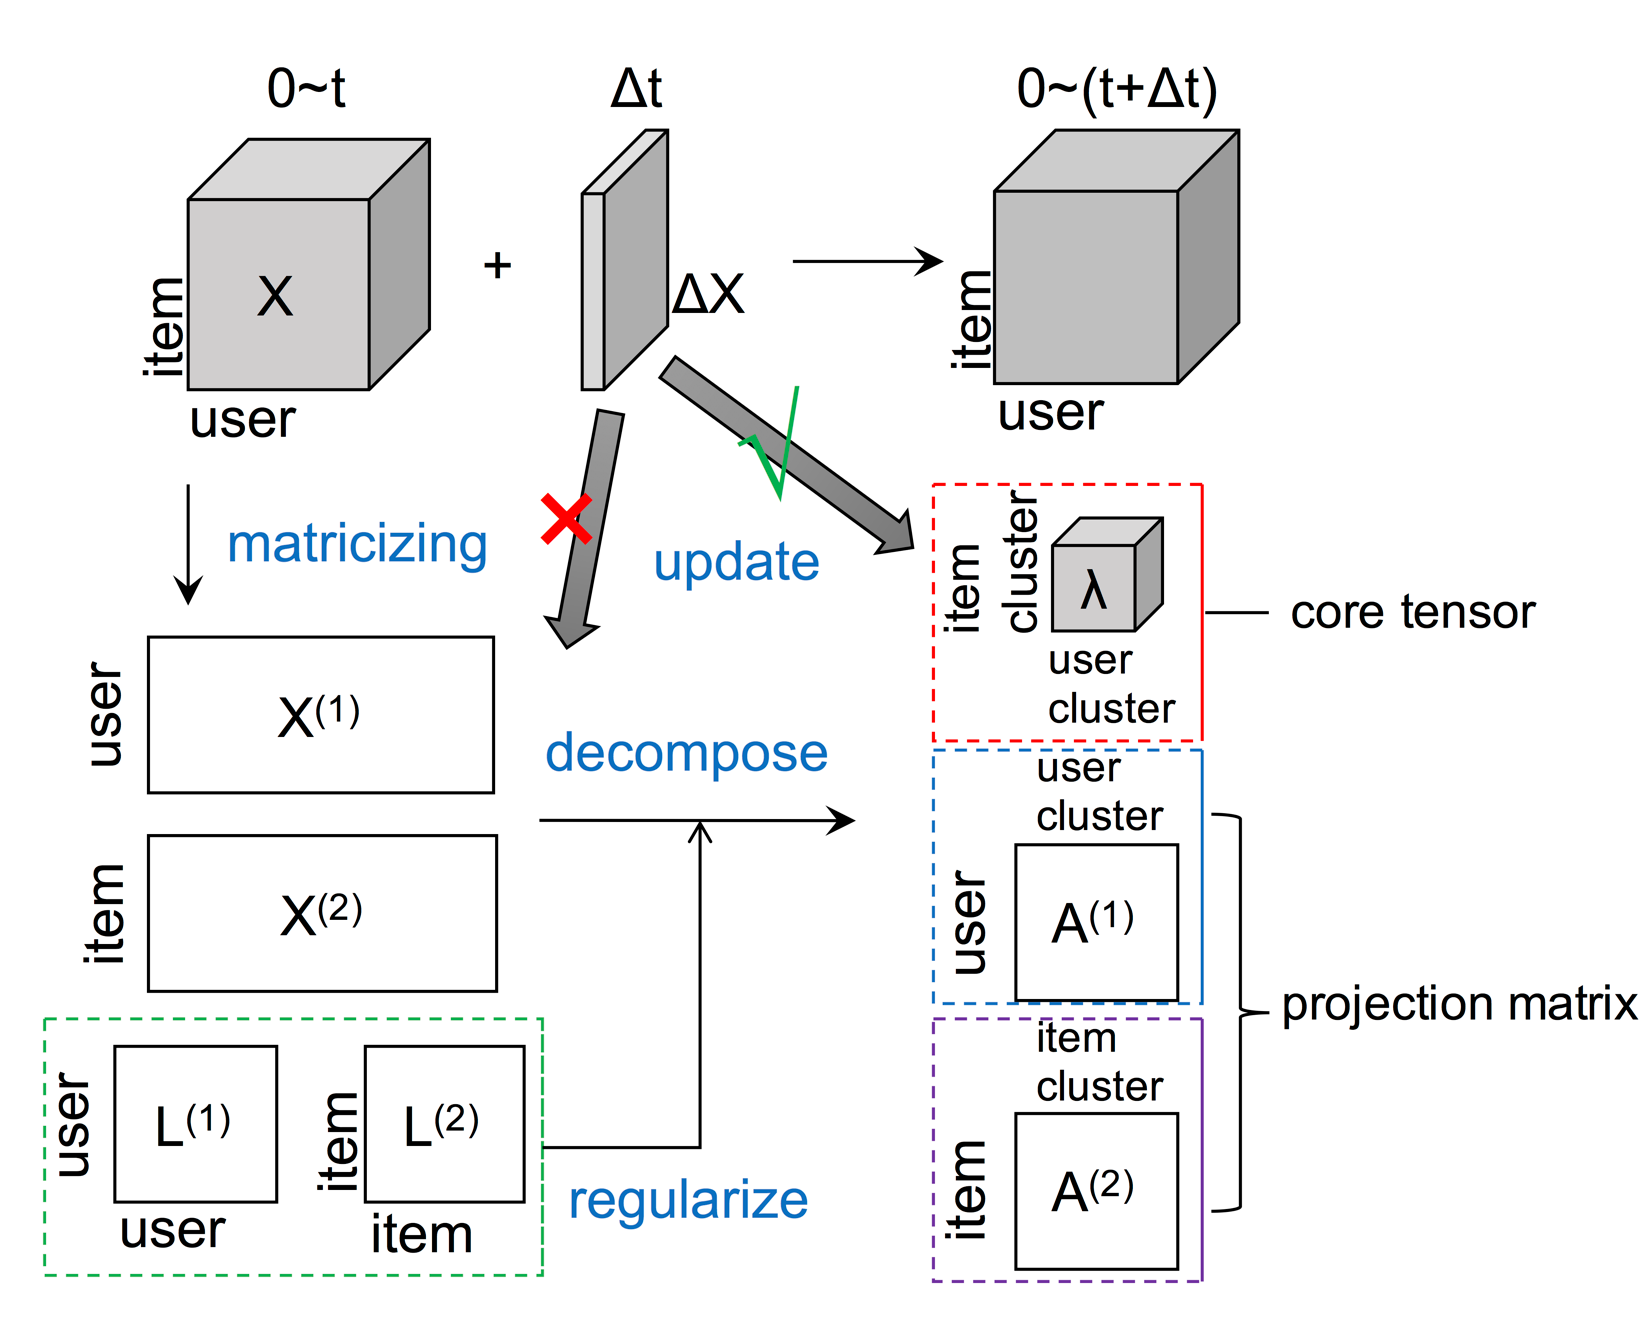 0~t
Δt
0~(t+Δt)
item
X
user
+
ΔX
item
user
matricizing
update
item
cluster
λ
user
cluster
core tensor
user
X(1)
decompose
item
X(2)
user
cluster
user
A(1)
projection matrix
item
cluster
item
A(2)
user
L(1)
user
item
L(2)
item
regularize